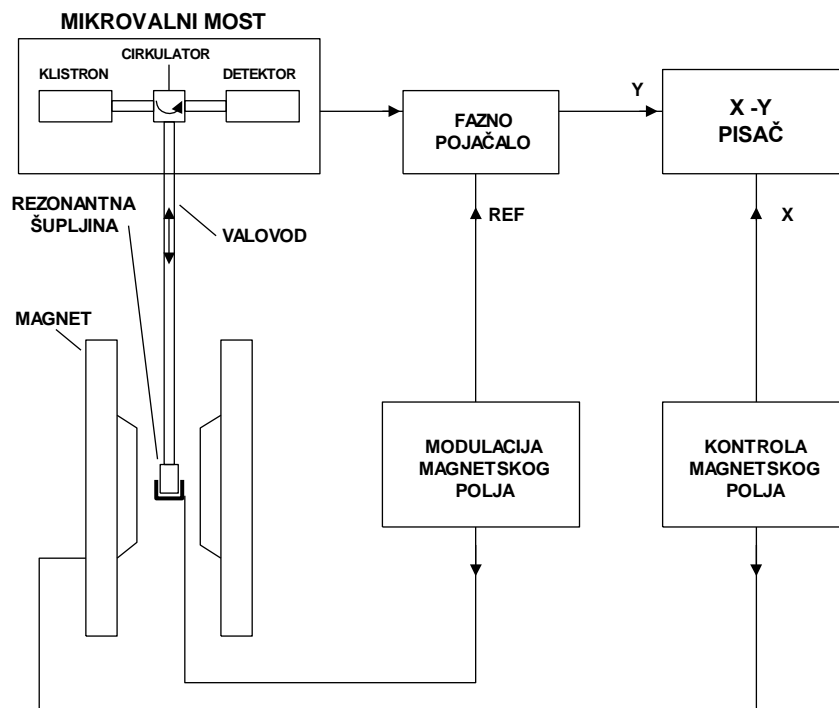 MIKROVALNI MOST
CIRKULATOR
KLISTRON
DETEKTOR
FAZNO
POJAČALO
Y
X -Y
PISAČ
REZONANTNA
ŠUPLJINA
VALOVOD
REF
X
MAGNET
MODULACIJA
MAGNETSKOG
POLJA
KONTROLA
MAGNETSKOG
POLJA